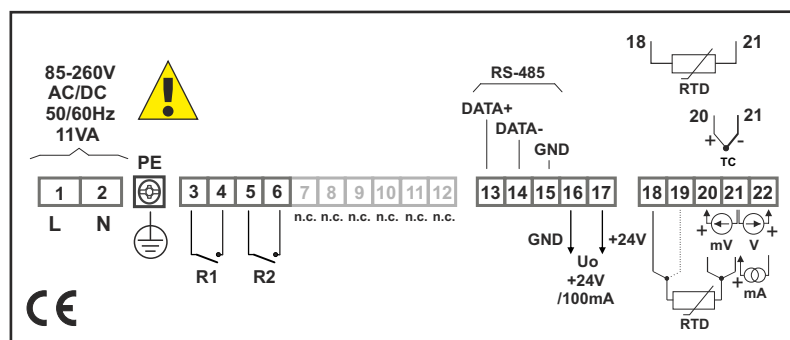 85-260V
AC/DC
50/60Hz
11VA
PE
1 2
L N
3 4 5 6 7 8 9 10 11 12
n.c. n.c. n.c. n.c. n.c. n.c.
R1 R2
RS-485
DATA+
DATA-
GND
13 14 15 16 17
GND +24V
Uo
+24V
/100mA
18 21
RTD
20 21
+ -
TC
18 19 20 21 22
+ +
mV V
+
mA
RTD
CE
!